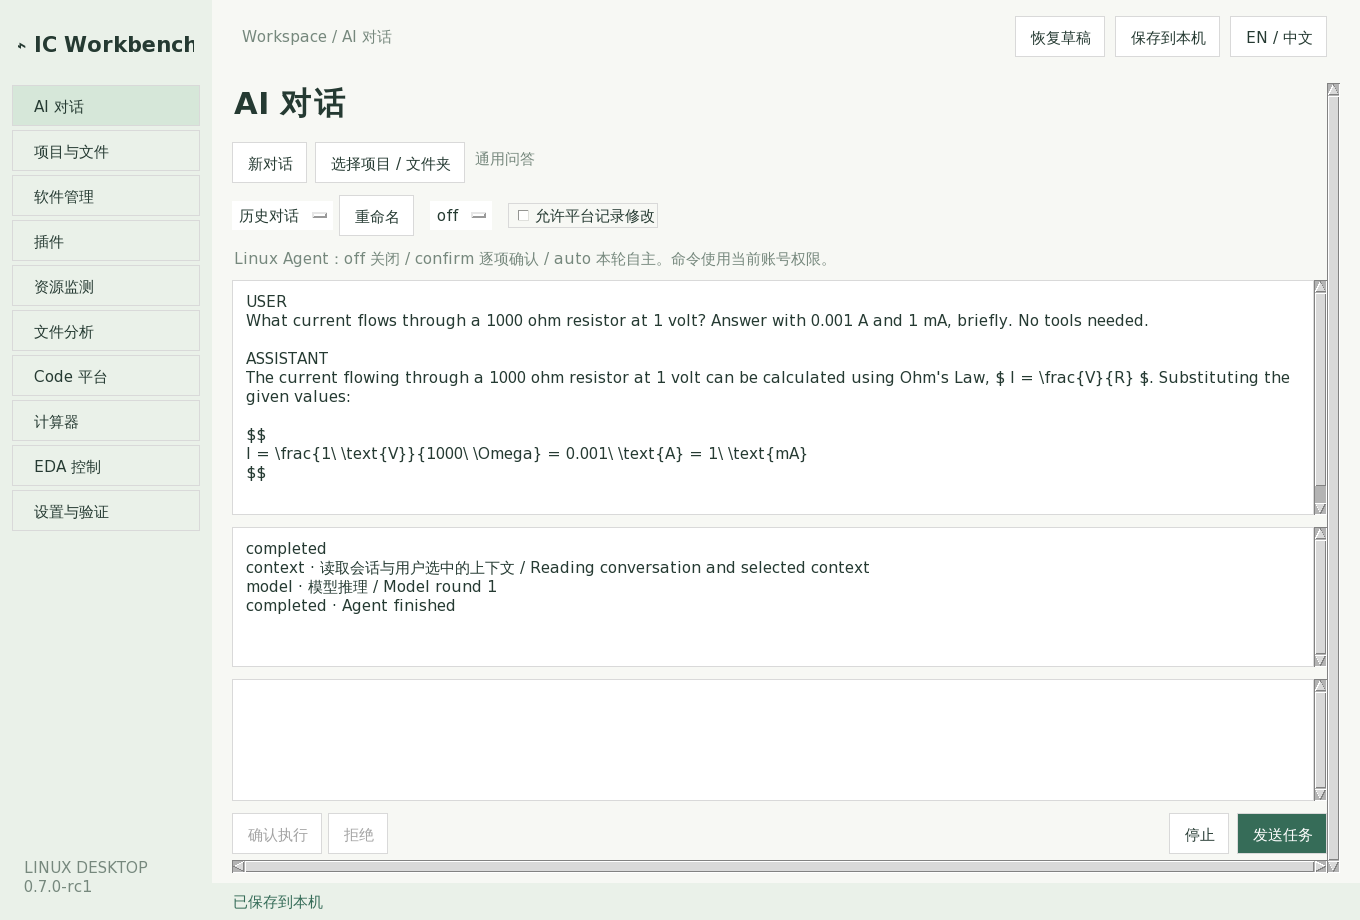 IC Workbench
AI 对话
项目与文件
软件管理
插件
资源监测
文件分析
Code 平台
计算器
EDA 控制
设置与验证
LINUX DESKTOP
0.7.0-rc1
Workspace / AI 对话
恢复草稿
保存到本机
EN / 中文
AI 对话
新对话
选择项目 / 文件夹
通用问答
历史对话
重命名
off
允许平台记录修改
Linux Agent：off 关闭 / confirm 逐项确认 / auto 本轮自主。命令使用当前账号权限。
USER
What current flows through a 1000 ohm resistor at 1 volt? Answer with 0.001 A and 1 mA, briefly. No tools needed.
ASSISTANT
The current flowing through a 1000 ohm resistor at 1 volt can be calculated using Ohm's Law, $ I = \frac{V}{R} $. Substituting the
given values:
$$
I = \frac{1\ \text{V}}{1000\ \Omega} = 0.001\ \text{A} = 1\ \text{mA}
$$
completed
context · 读取会话与用户选中的上下文 / Reading conversation and selected context
model · 模型推理 / Model round 1
completed · Agent finished
确认执行
拒绝
停止
发送任务
已保存到本机